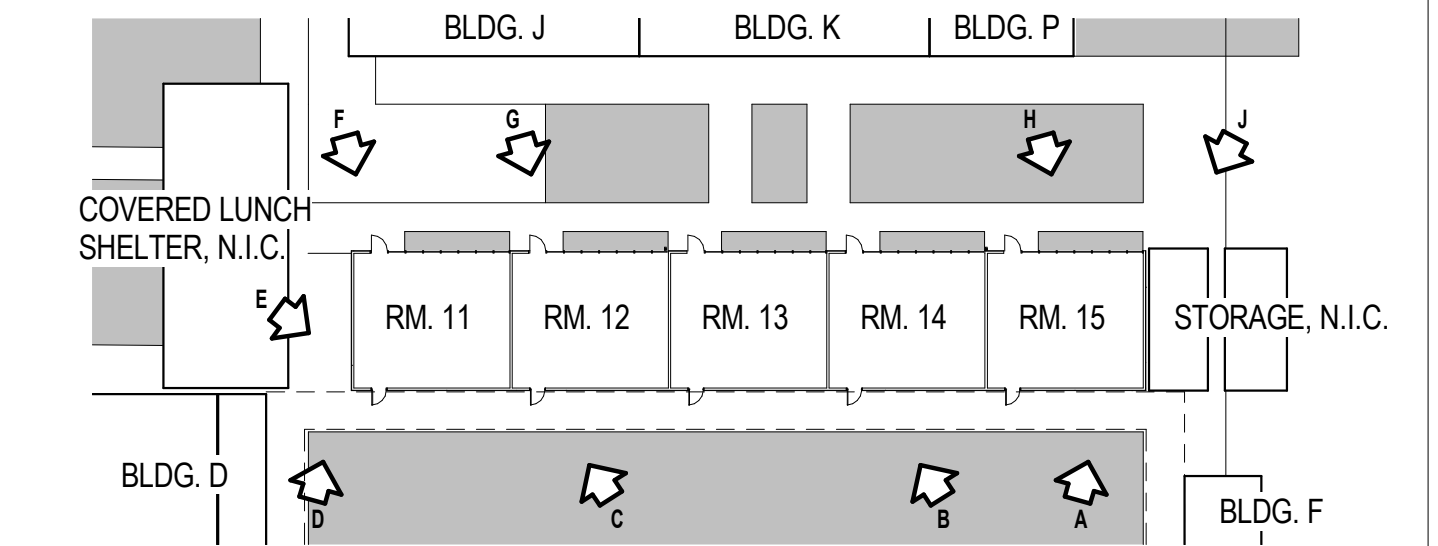 BLDG. J
BLDG. K
BLDG. P
F
G
H
J
COVERED LUNCH
SHELTER, N.I.C.
E
RM. 11
RM. 12
RM. 13
RM. 14
RM. 15
STORAGE, N.I.C.
BLDG. D
D
C
B
A
BLDG. F